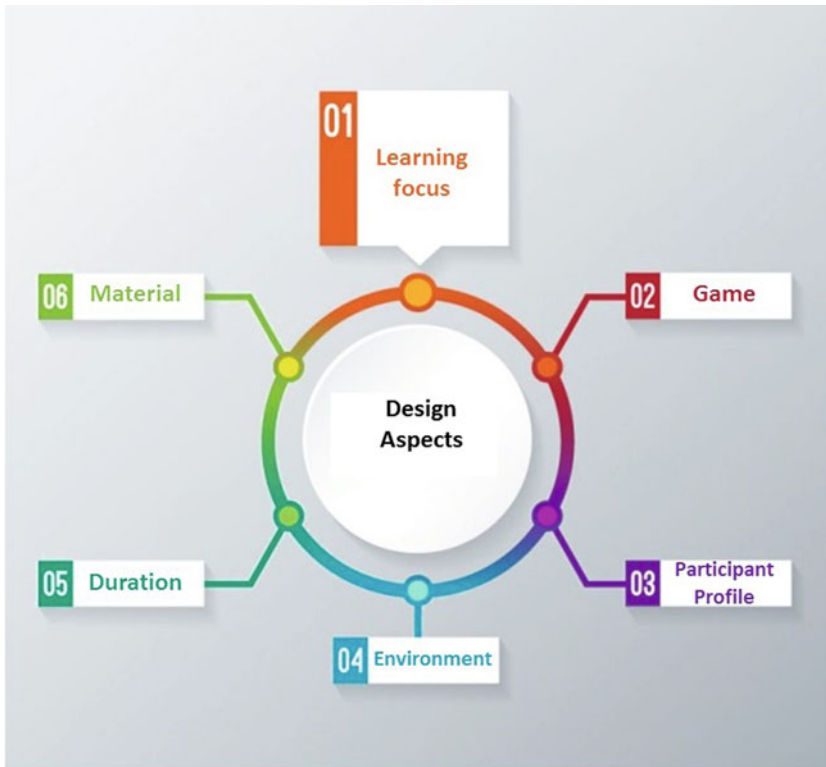 01
Learning
focus
02
Game
03
Participant
Profile
04
Environment
05
Duration
06
Material
Design
Aspects